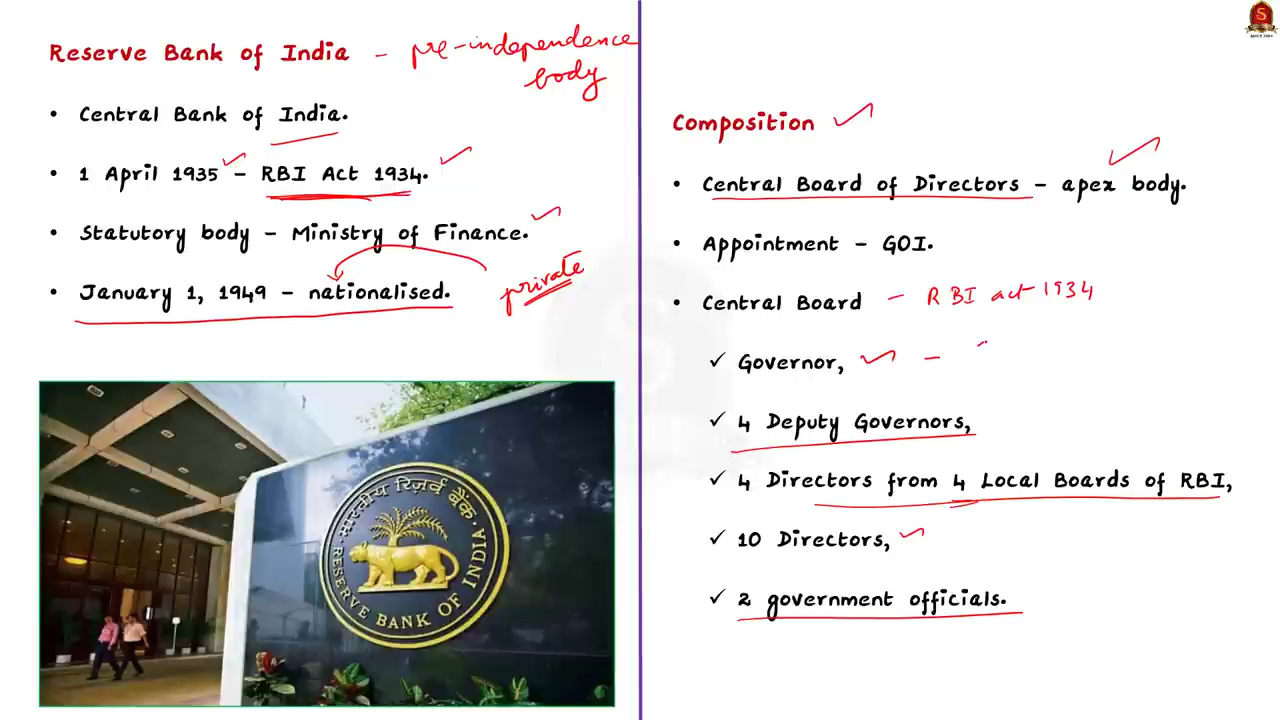 Reserve Bank of India - pre-independence
body
• Central Bank of India.
• 1 April 1935 - RBI Act 1934.
• Statutory body - Ministry of Finance.
• January 1, 1949 - nationalised.
private
भारतीय रिज़र्व बैंक
RESERVE BANK OF INDIA
Composition
• Central Board of Directors - apex body.
• Appointment - GOI.
• Central Board - RBI act 1934
✓ Governor, -
✓ 4 Deputy Governors,
✓ 4 Directors from 4 Local Boards of RBI,
✓ 10 Directors,
✓ 2 government officials.